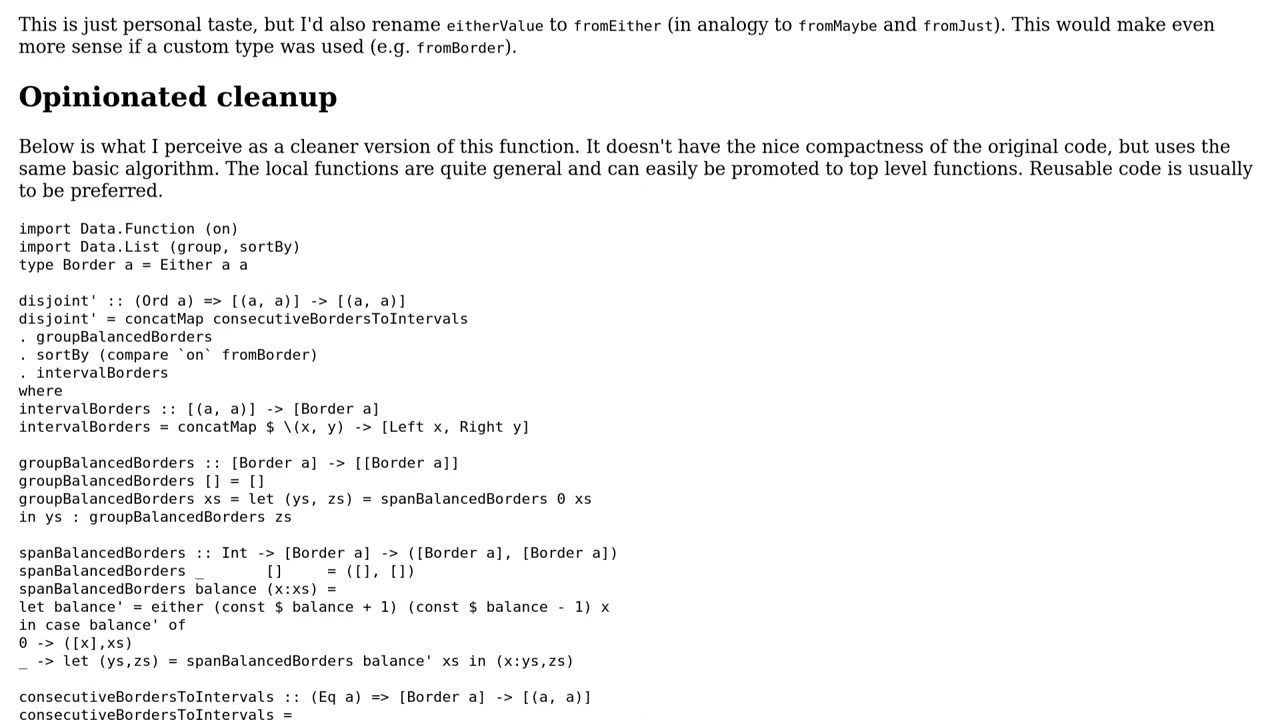 This is just personal taste, but I'd also rename eitherValue to fromEither (in analogy to fromMaybe and fromJust). This would make even
more sense if a custom type was used (e.g. fromBorder).
Opinionated cleanup
Below is what I perceive as a cleaner version of this function. It doesn't have the nice compactness of the original code, but uses the
same basic algorithm. The local functions are quite general and can easily be promoted to top level functions. Reusable code is usually
to be preferred.
import Data.Function (on)
import Data.List (group, sortBy)
type Border a = Either a a
disjoint' :: (Ord a) => [(a, a)] -> [(a, a)]
disjoint' = concatMap consecutiveBordersToIntervals
. groupBalancedBorders
. sortBy (compare `on` fromBorder)
. intervalBorders
where
intervalBorders :: [(a, a)] -> [Border a]
intervalBorders = concatMap $ \(x, y) -> [Left x, Right y]
groupBalancedBorders :: [Border a] -> [[Border a]]
groupBalancedBorders [] = []
groupBalancedBorders xs = let (ys, zs) = spanBalancedBorders 0 xs
in ys : groupBalancedBorders zs
spanBalancedBorders :: Int -> [Border a] -> ([Border a], [Border a])
spanBalancedBorders _       []     = ([], [])
spanBalancedBorders balance (x:xs) =
let balance' = either (const $ balance + 1) (const $ balance - 1) x
in case balance' of
0 -> ([x],xs)
_ -> let (ys,zs) = spanBalancedBorders balance' xs in (x:ys,zs)
consecutiveBordersToIntervals :: (Eq a) => [Border a] -> [(a, a)]
consecutiveBordersToIntervals =